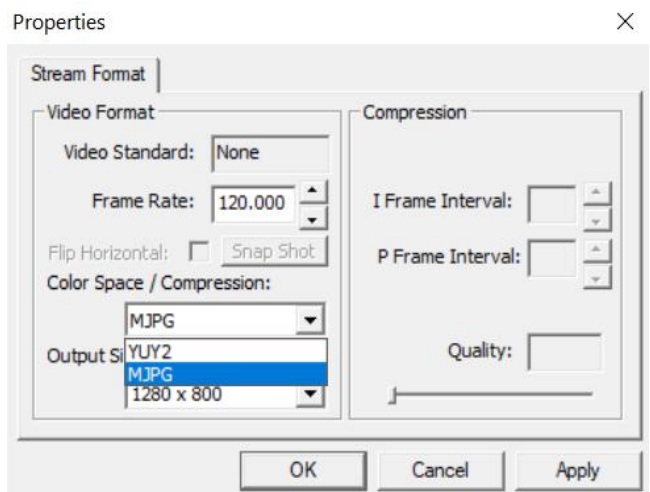 Properties
Stream Format
Video Format
Video Standard: None
Frame Rate: 120.000
Flip Horizontal: Snap Shot
Color Space / Compression:
MJPG
YUY2
MJPG
Output Si
1280 x 800
Compression
I Frame Interval:
P Frame Interval:
Quality:
OK Cancel Apply